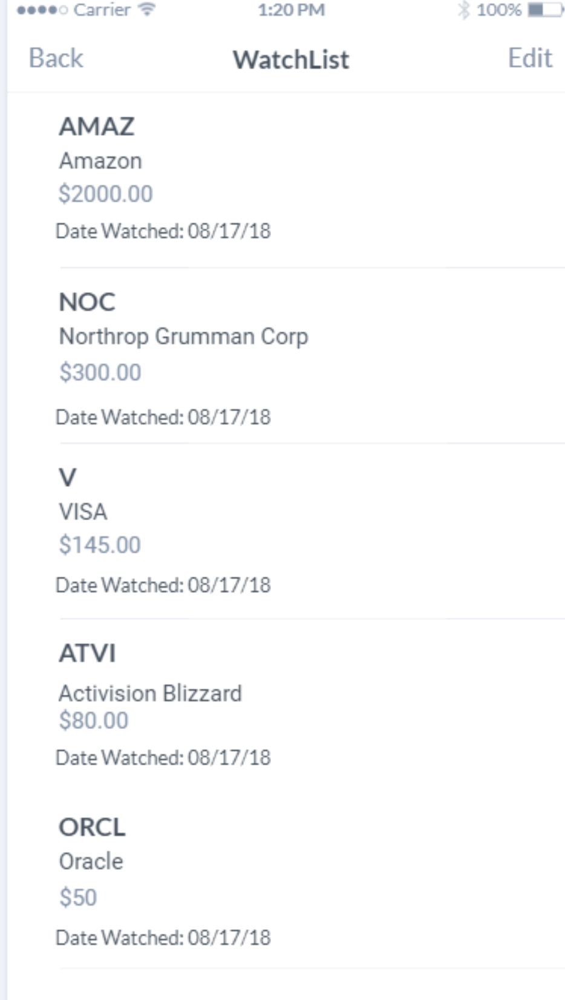 Carrier 1:20 PM 100%
Back WatchList Edit
AMAZ
Amazon
$2000.00
Date Watched: 08/17/18
NOC
Northrop Grumman Corp
$300.00
Date Watched: 08/17/18
V
VISA
$145.00
Date Watched: 08/17/18
ATVI
Activision Blizzard
$80.00
Date Watched: 08/17/18
ORCL
Oracle
$50
Date Watched: 08/17/18